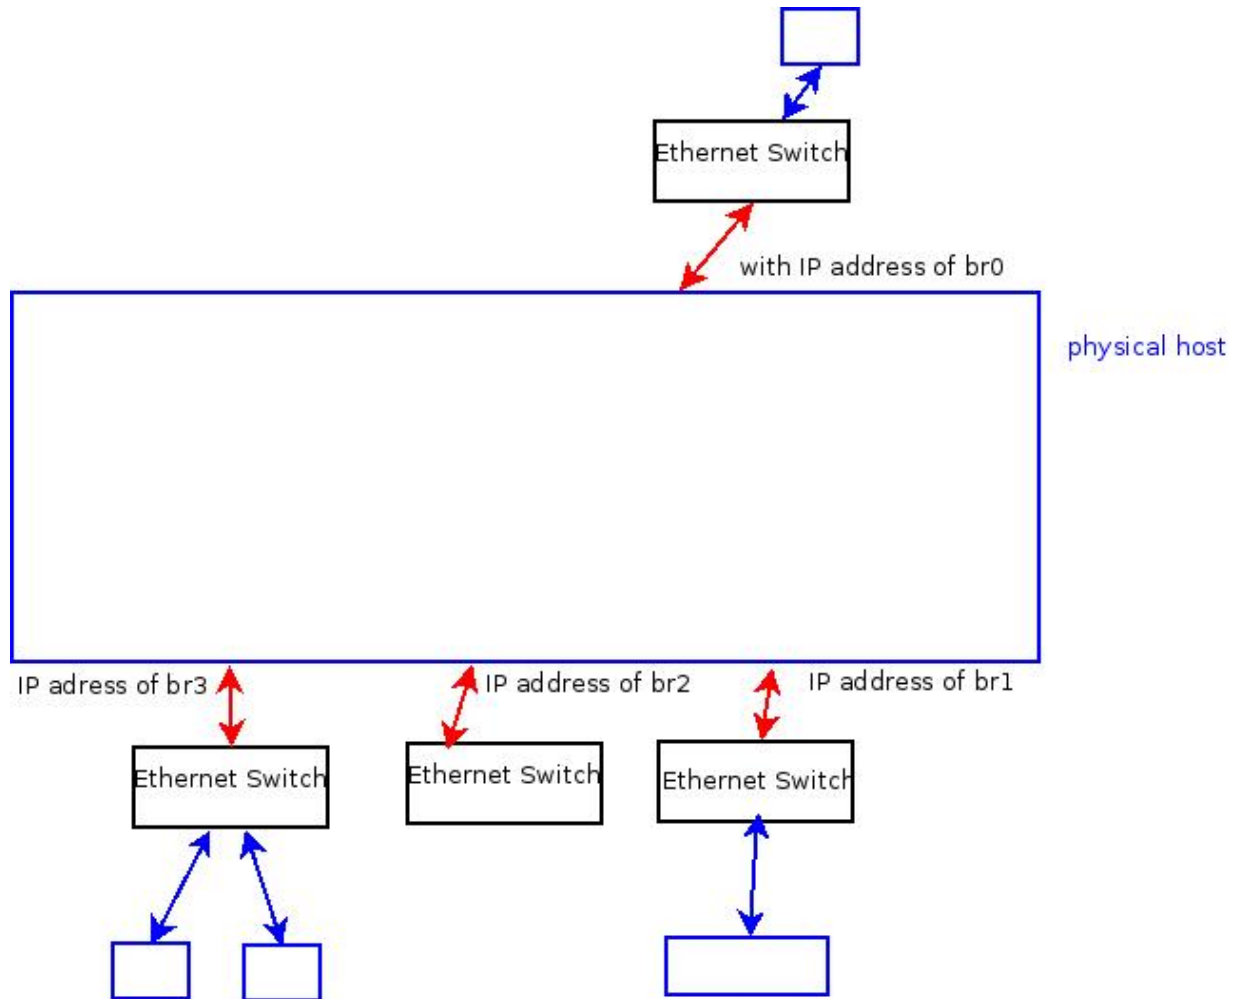 Ethernet Switch
with IP address of br0
physical host
IP adress of br3
IP address of br2
IP address of br1
Ethernet Switch
Ethernet Switch
Ethernet Switch